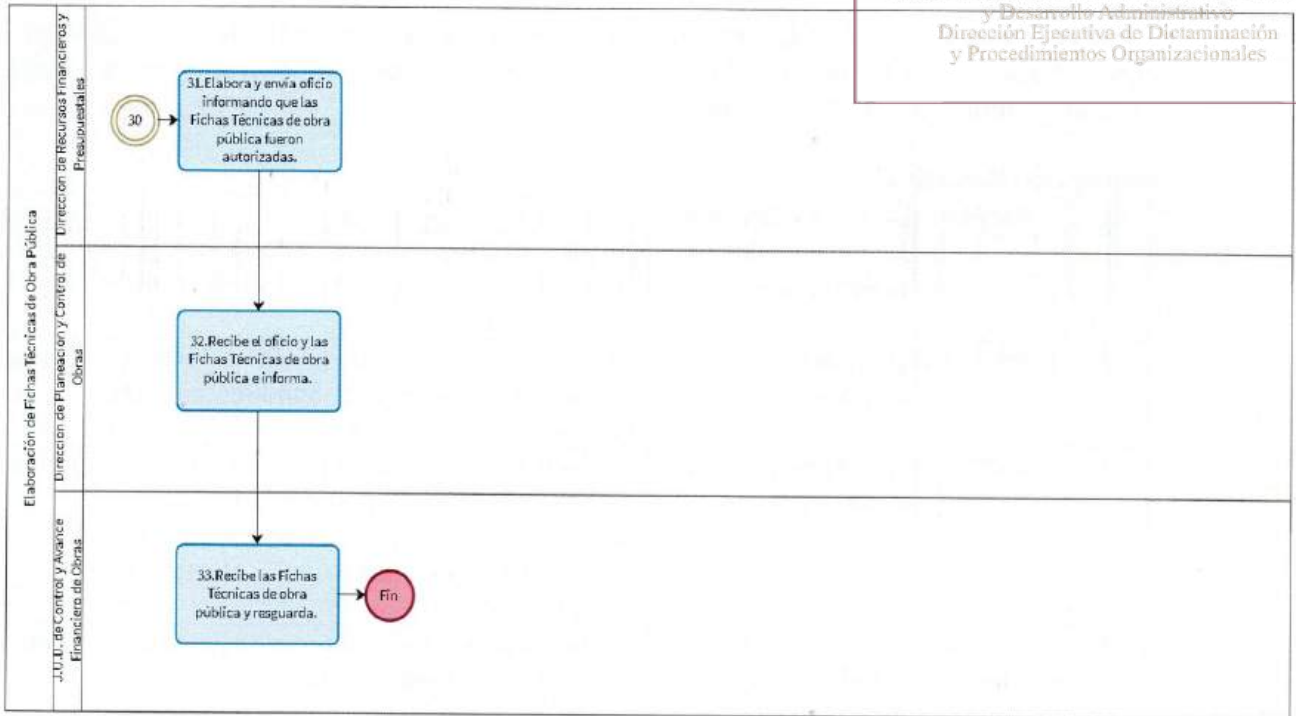 y Desarrollo Administrativo
Dirección Ejecutiva de Dictaminación
y Procedimientos Organizacionales
Elaboración de Fichas Técnicas de Obra Pública
Dirección de Recursos Financieros y
Presupuestales
30
31.Elabora y envía oficio
informando que las
Fichas Técnicas de obra
pública fueron
autorizadas.
Dirección de Planeación y Control de
Obras
32.Recibe el oficio y las
Fichas Técnicas de obra
pública e informa.
J.U.D. de Control y Avance
Financiero de Obras
33.Recibe las Fichas
Técnicas de obra
pública y resguarda.
Fin